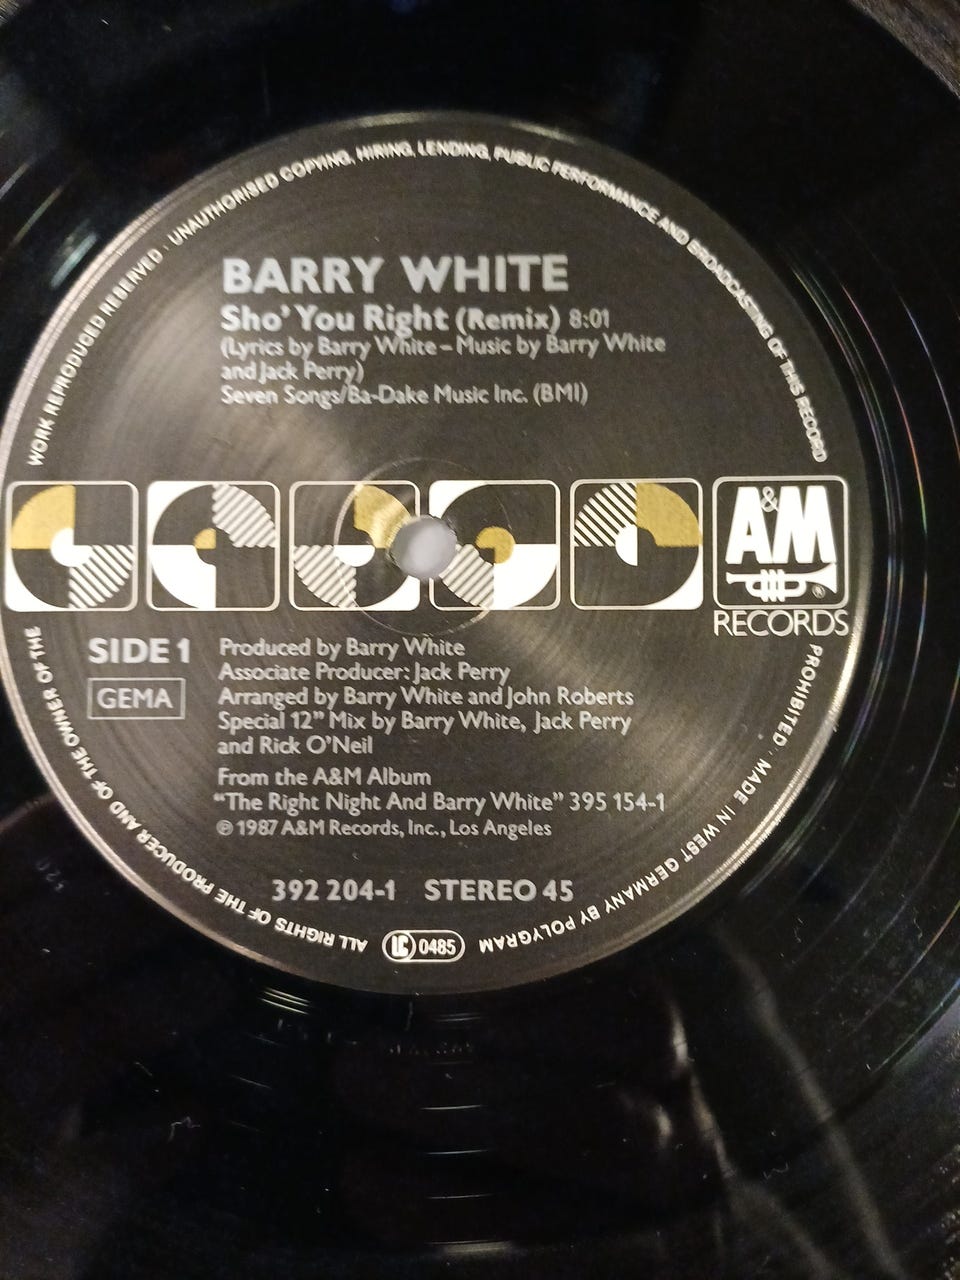 WORK REPRODUCED RESERVED · UNAUTHORISED COPYING, HIRING, LENDING, PUBLIC PERFORMANCE AND BROADCASTING OF THIS RECORD
BARRY WHITE
Sho' You Right (Remix) 8:01
(Lyrics by Barry White – Music by Barry White
and Jack Perry)
Seven Songs/Ba-Dake Music Inc. (BMI)
A&M
®
RECORDS
SIDE 1
GEMA
Produced by Barry White
Associate Producer: Jack Perry
Arranged by Barry White and John Roberts
Special 12” Mix by Barry White, Jack Perry
and Rick O'Neil
From the A&M Album
“The Right Night And Barry White” 395 154-1
℗ 1987 A&M Records, Inc., Los Angeles
392 204-1 STEREO 45
PROHIBITED · MADE IN WEST GERMANY BY POLYGRAM
LC 0485
ALL RIGHTS OF THE PRODUCER AND OF THE OWNER OF THE